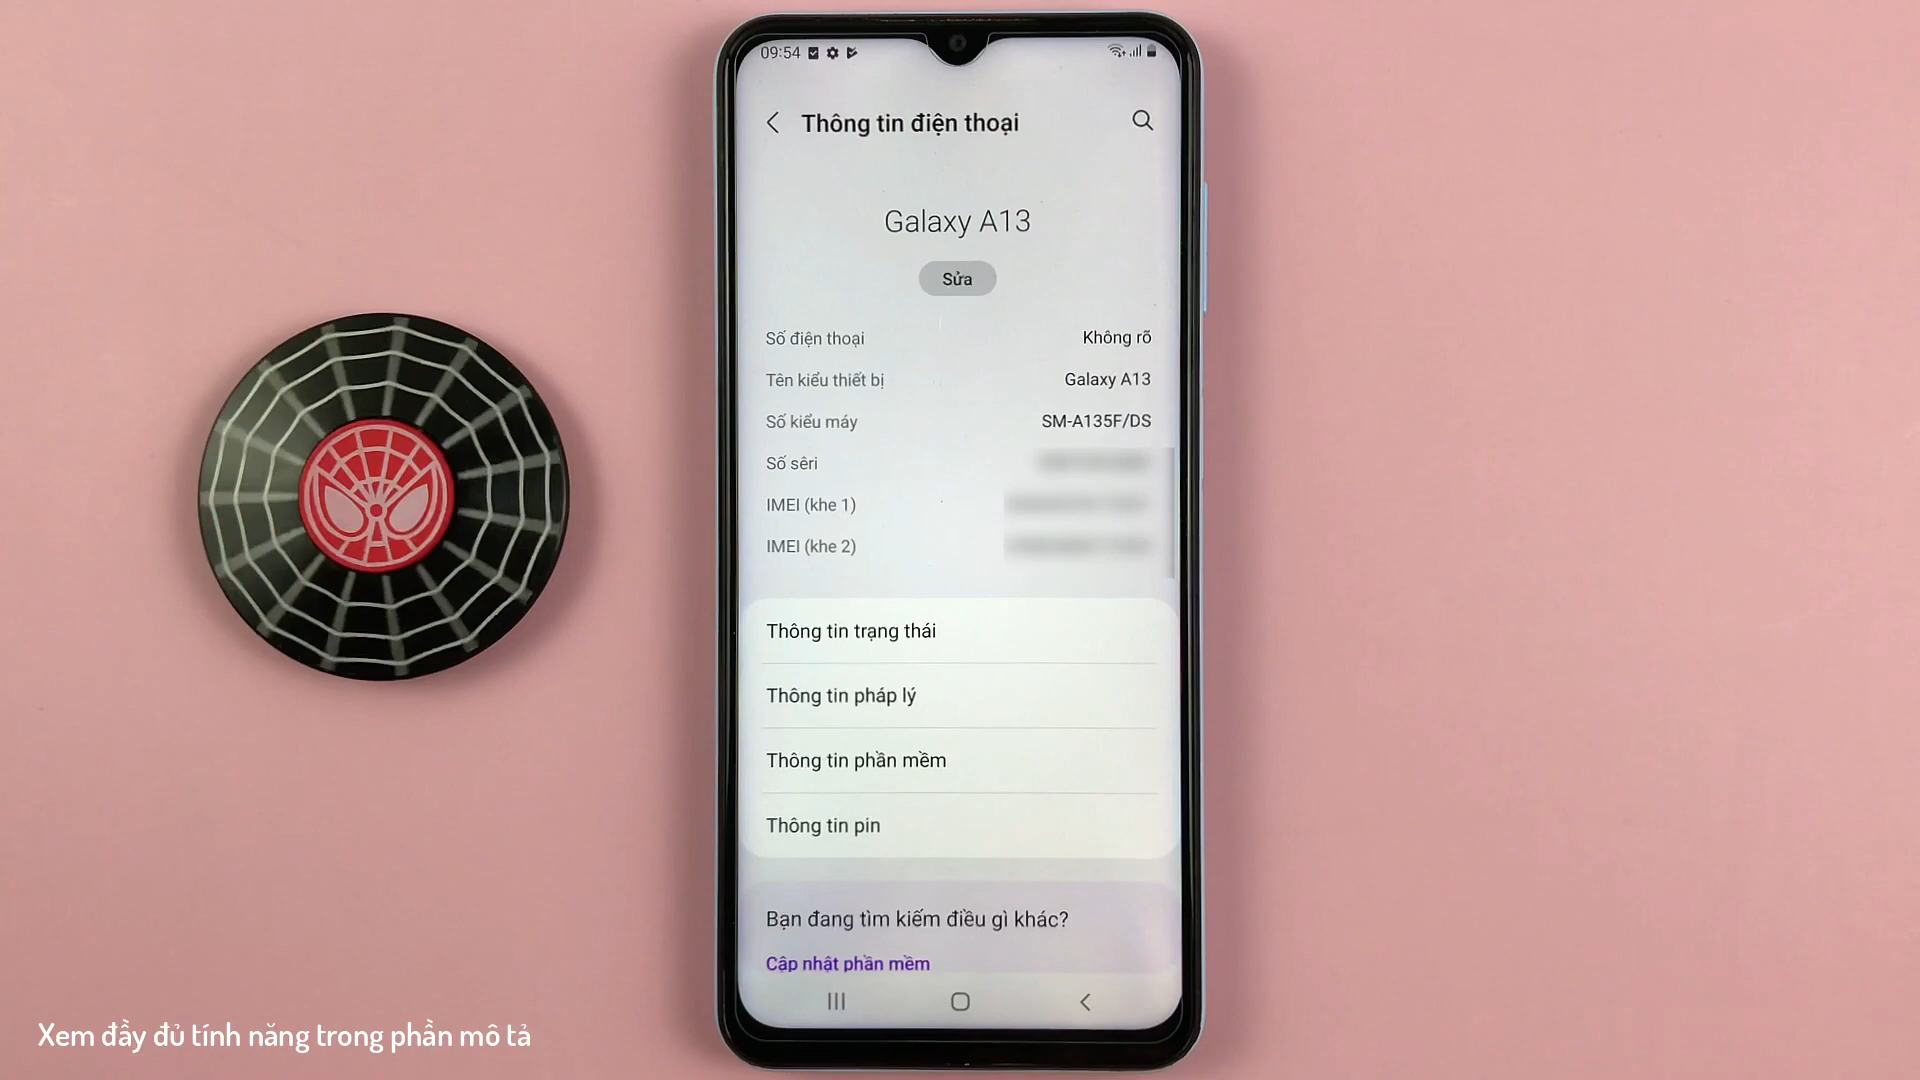 09:54
Thông tin điện thoại
Galaxy A13
Sửa
Số điện thoại Không rõ
Tên kiểu thiết bị Galaxy A13
Số kiểu máy SM-A135F/DS
Số sêri
IMEI (khe 1)
IMEI (khe 2)
Thông tin trạng thái
Thông tin pháp lý
Thông tin phần mềm
Thông tin pin
Bạn đang tìm kiếm điều gì khác?
Cập nhật phần mềm
Xem đầy đủ tính năng trong phần mô tả